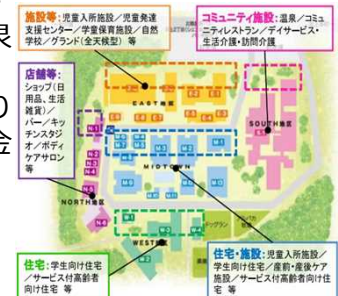 果
り
金
施設等:児童入所施設/児童発達
支援センター/学童保育施設/自然
学校/グランド(全天候型)等
コミュニティ施設:温泉/コミュ
ニティレストラン/デイサービス・
生活介護・訪問介護
店舗等:
ショップ(日
用品、生活
雑貨)/
バー/キッ
チンスタジ
オ/ボディ
ケアサロン
等
EAST地区
SOUTH地区
MIDTOWN
NORTH地区
住宅:学生向け住宅
/サービス付高齢者
向け住宅 等
住宅・施設:児童入所施設/
学生向け住宅/産前・産後ケア
施設/サービス付高齢者向け住
宅 等